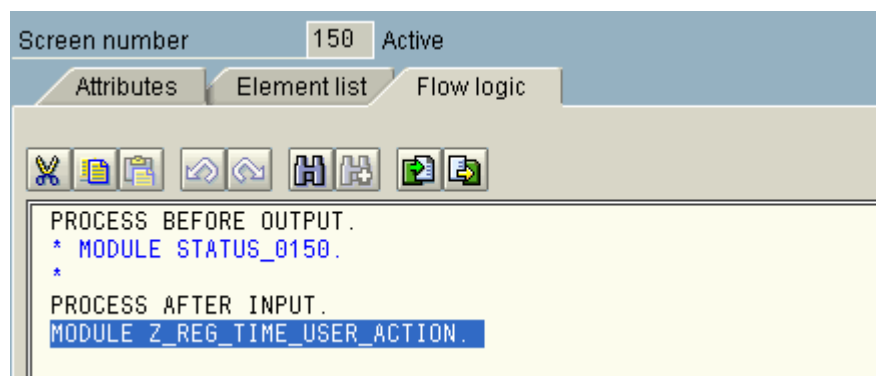 Screen number 150 Active
Attributes Element list Flow logic
PROCESS BEFORE OUTPUT.
* MODULE STATUS_0150.
*
PROCESS AFTER INPUT.
MODULE Z_REG_TIME_USER_ACTION.